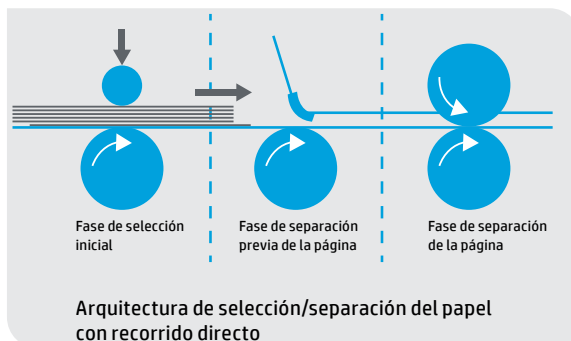 Fase de selección
inicial
Fase de separación
previa de la página
Fase de separación
de la página
Arquitectura de selección/separación del papel
con recorrido directo